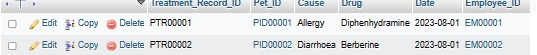 Treatment_Record_ID Pet_ID Cause Drug Date Employee_ID
Edit Copy Delete PTR00001 PID00001 Allergy Diphenhydramine 2023-08-01 EM00001
Edit Copy Delete PTR00002 PID00002 Diarrhoea Berberine 2023-08-01 EM00002